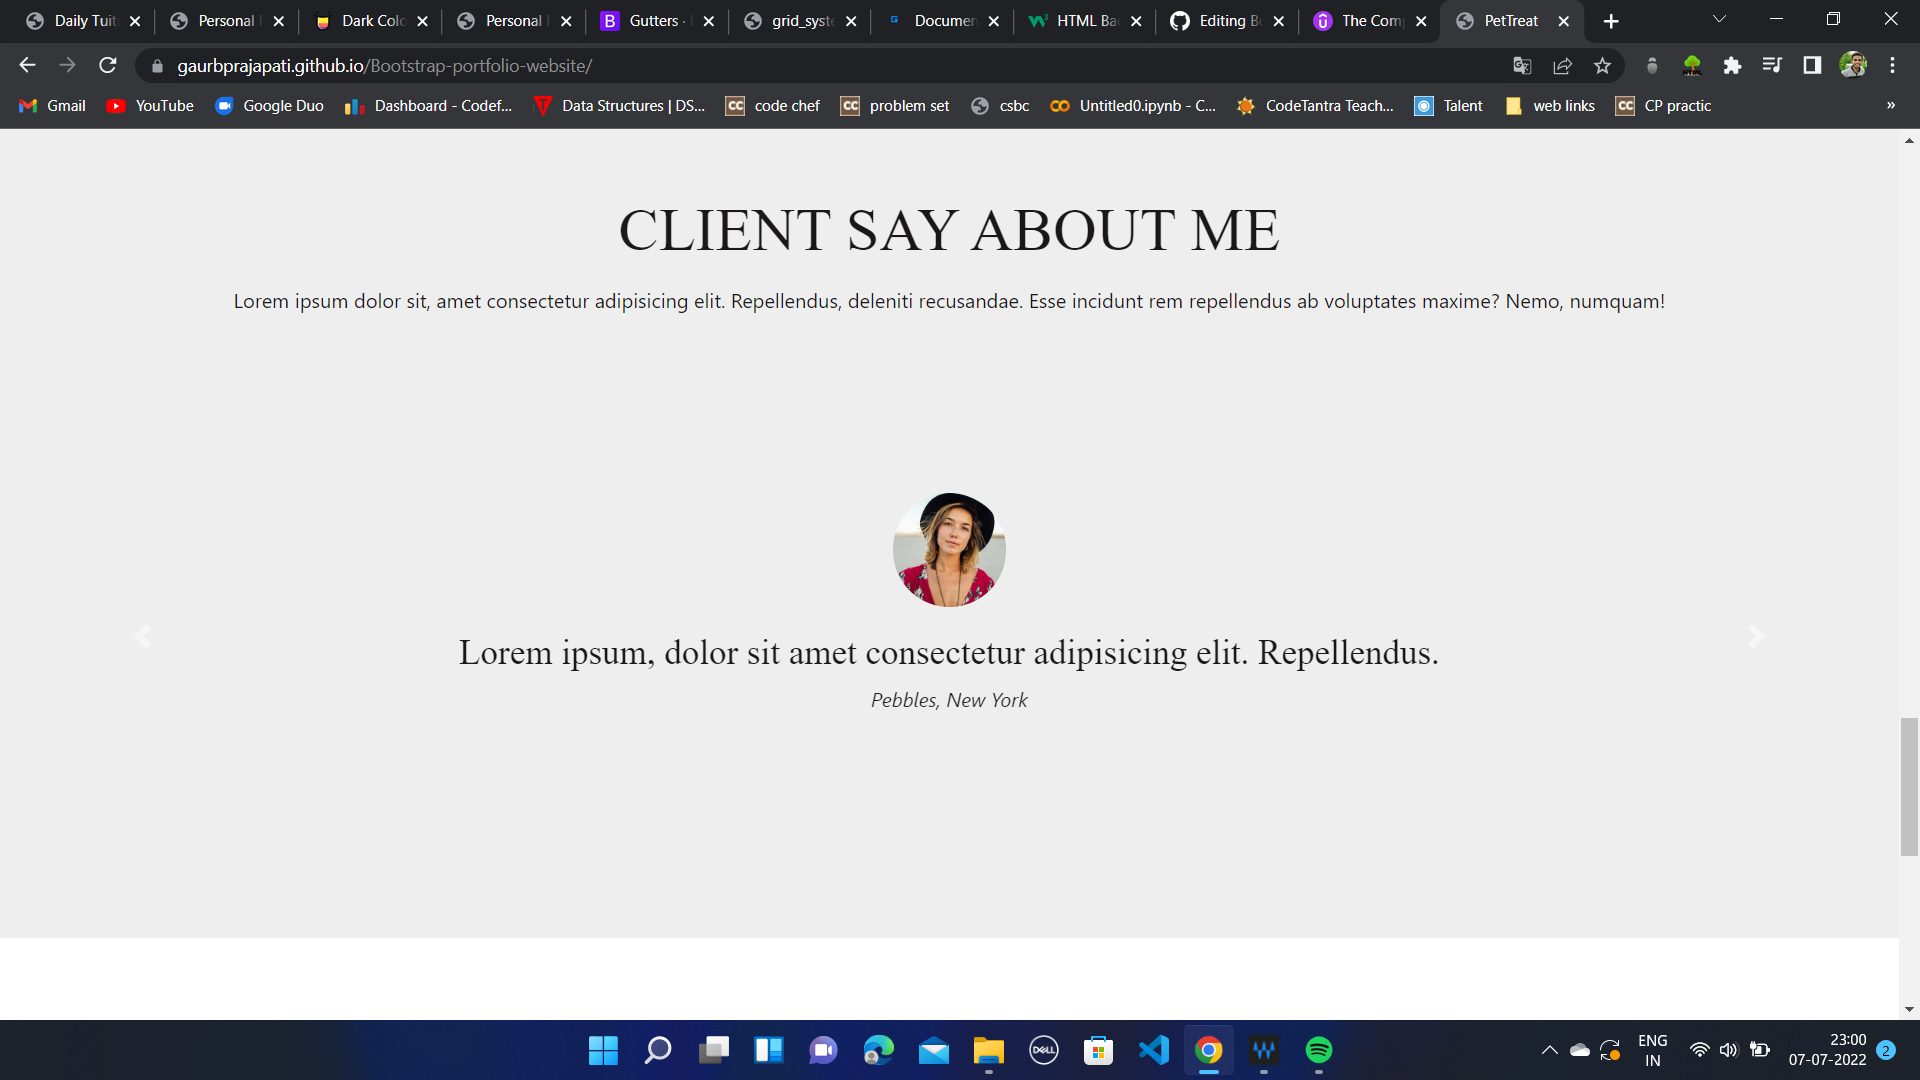 Daily Tuiti
Personal P
Dark Colo
Personal P
Gutters · B
grid_syste
Documen
HTML Bac
Editing Bo
The Comp
PetTreat
gaurbprajapati.github.io/Bootstrap-portfolio-website/
Gmail
YouTube
Google Duo
Dashboard - Codef...
Data Structures | DS...
code chef
problem set
csbc
Untitled0.ipynb - C...
CodeTantra Teach...
Talent
web links
CP practic
»
CLIENT SAY ABOUT ME
Lorem ipsum dolor sit, amet consectetur adipisicing elit. Repellendus, deleniti recusandae. Esse incidunt rem repellendus ab voluptates maxime? Nemo, numquam!
Lorem ipsum, dolor sit amet consectetur adipisicing elit. Repellendus.
Pebbles, New York
DELL
ENG
IN
23:00
07-07-2022
2